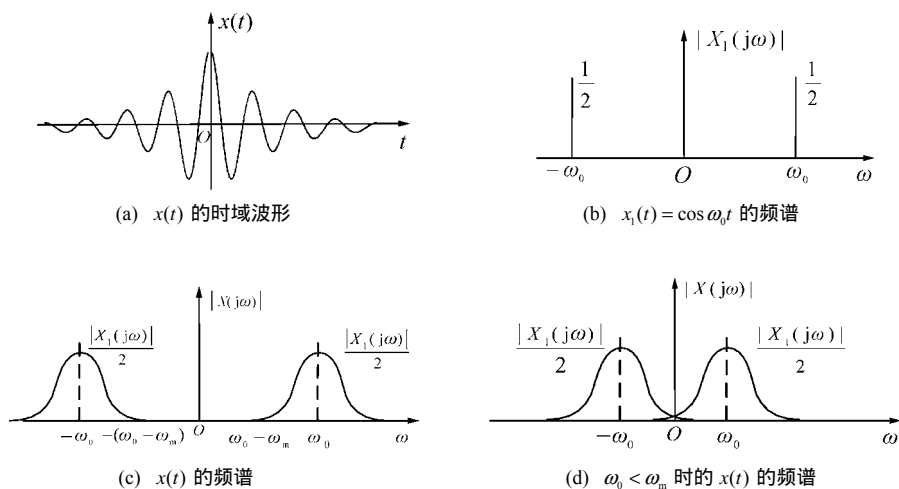 x(t)
O
t
(a) x(t) 的时域波形
|X₁(jω)|
1/2
1/2
−ω₀
O
ω₀
ω
(b) x₁(t) = cos ω₀t 的频谱
|X(jω)|
|X₁(jω)|/2
|X₁(jω)|/2
−ω₀
−(ω₀−ωₘ)
O
ω₀−ωₘ
ω₀
ω
(c) x(t) 的频谱
|X(jω)|
|X₁(jω)|/2
|X₁(jω)|/2
−ω₀
O
ω₀
ω
(d) ω₀ < ωₘ 时的 x(t) 的频谱